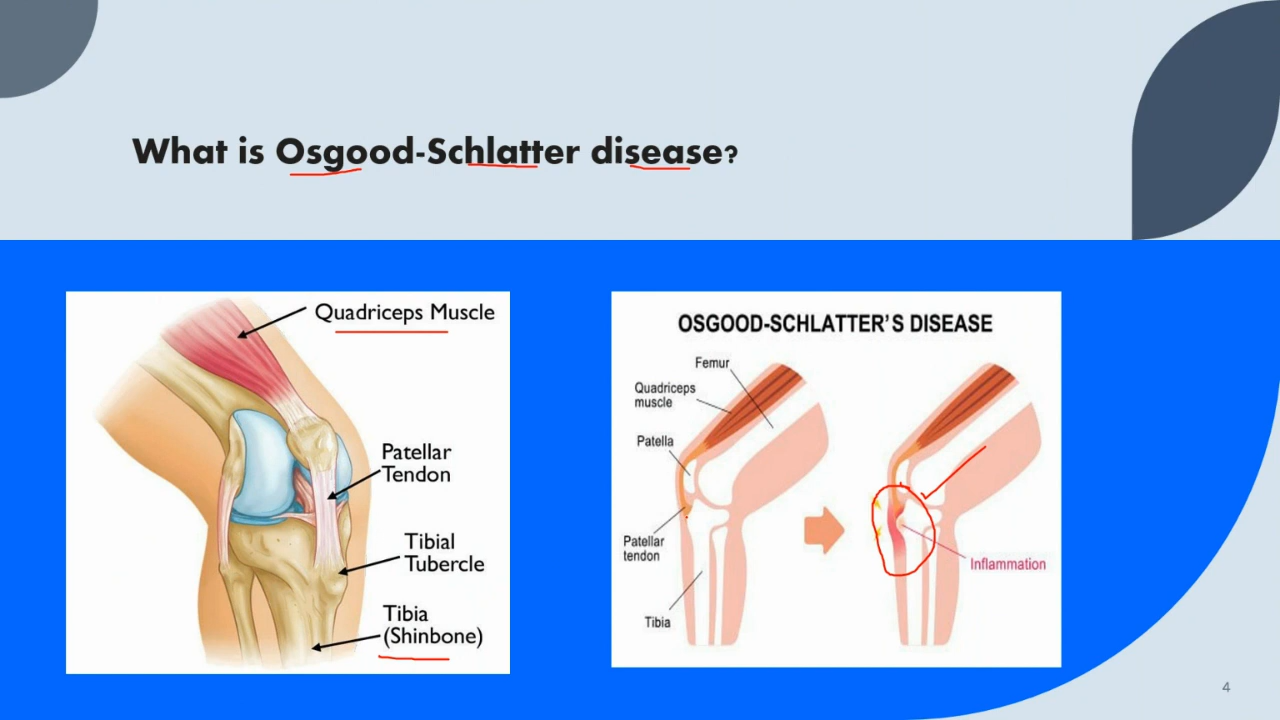 What is Osgood-Schlatter disease?
Quadriceps Muscle
Patellar
Tendon
Tibial
Tubercle
Tibia
(Shinbone)
OSGOOD-SCHLATTER'S DISEASE
Femur
Quadriceps
muscle
Patella
Patellar
tendon
Tibia
Inflammation
4